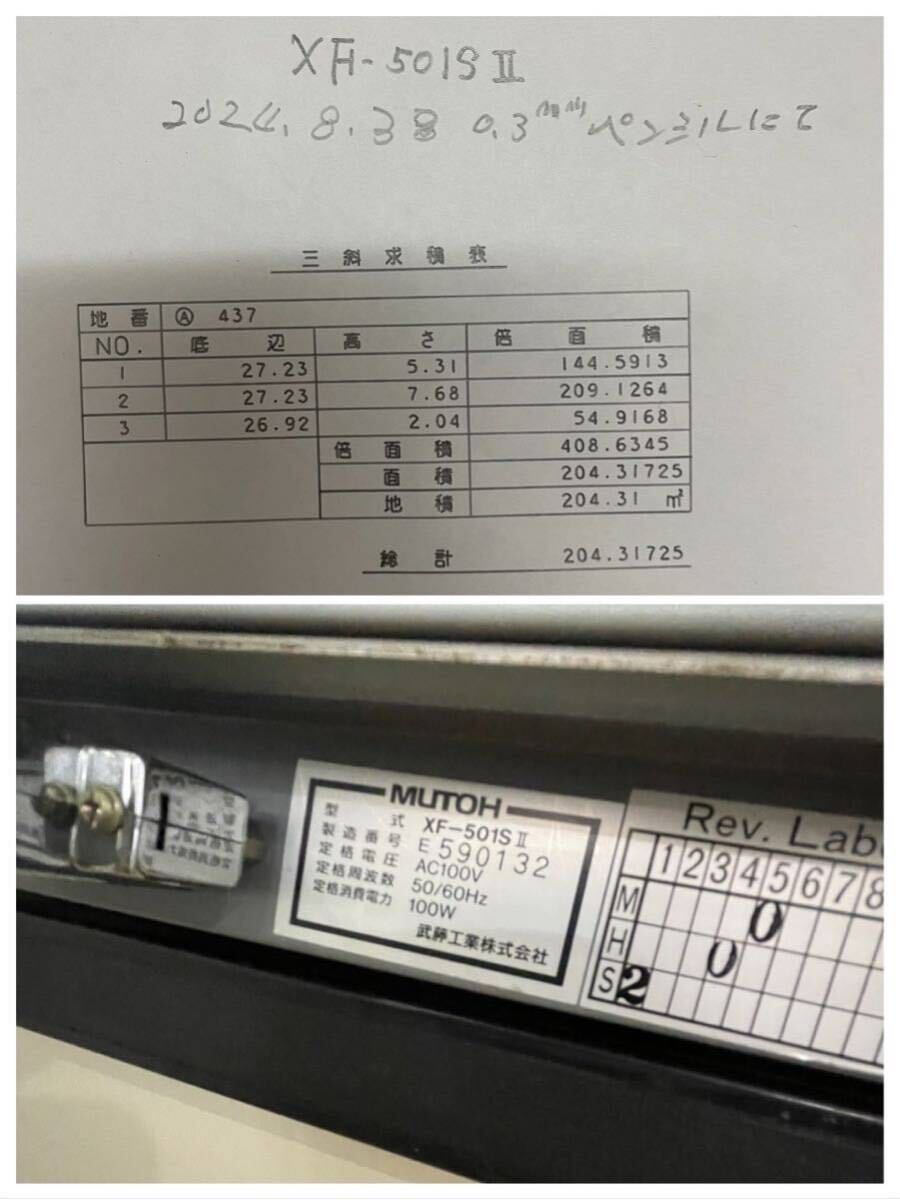 XF-501SⅡ
2024.8.3 0.3㎜ペンシルにて
三斜求積表
地番 Ⓐ 437
NO. 底辺 高さ 倍面積
1 27.23 5.31 144.5913
2 27.23 7.68 209.1264
3 26.92 2.04 54.9168
倍面積 408.6345
面積 204.31725
地積 204.31 ㎡
総計 204.31725
MUTOH
型式 XF-501SⅡ
製造番号 E590132
定格電圧 AC100V
定格周波数 50/60Hz
定格消費電力 100W
武藤工業株式会社
Rev. Lab
1 2 3 4 5 6 7 8
M 0
H 0
S 2